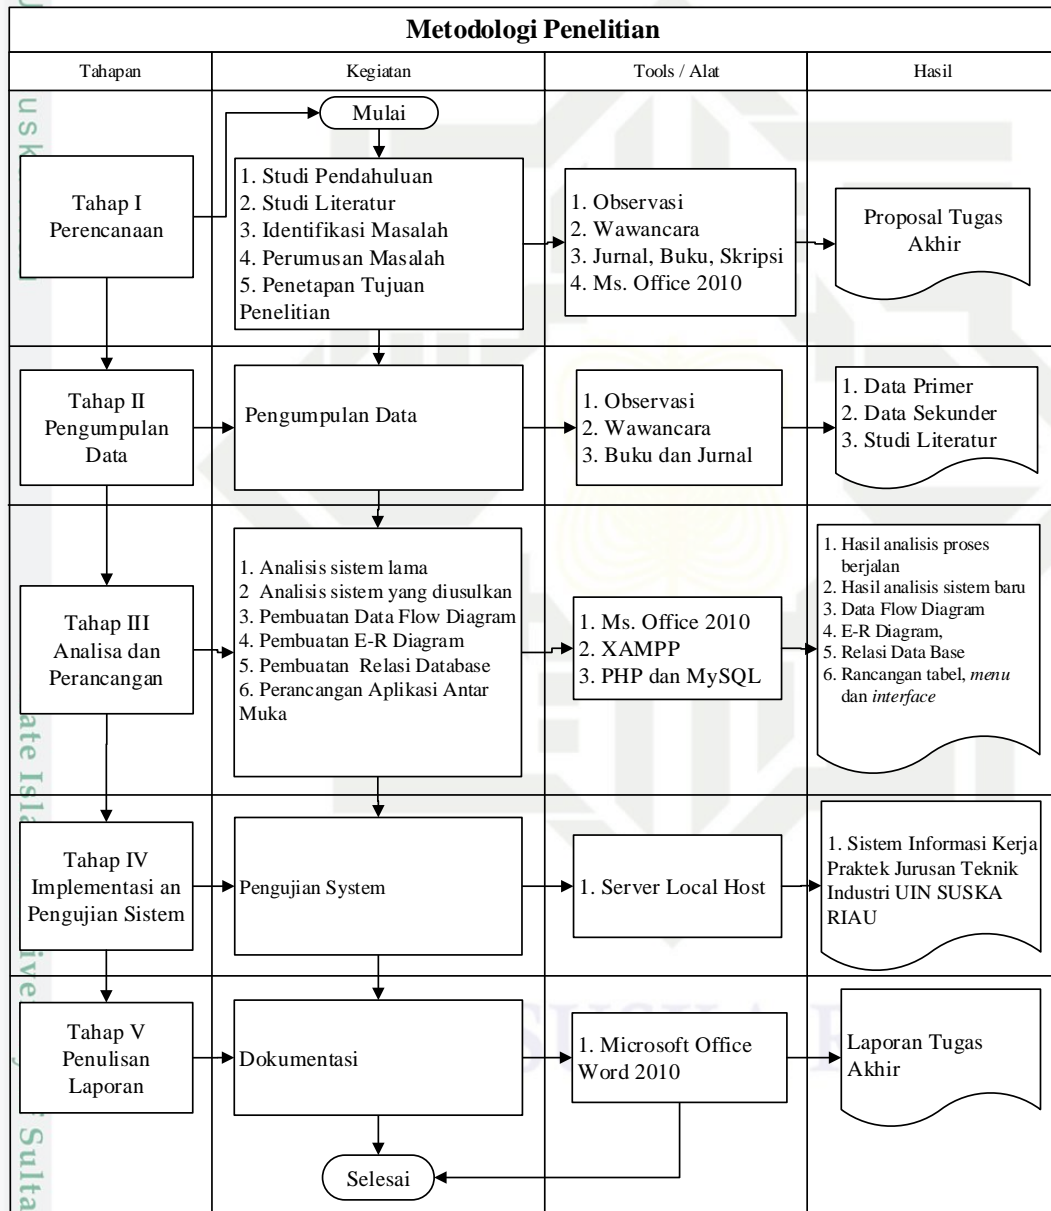 Metodologi Penelitian
Tahapan
Kegiatan
Tools / Alat
Hasil
Mulai
Tahap I
Perencanaan
1. Studi Pendahuluan
2. Studi Literatur
3. Identifikasi Masalah
4. Perumusan Masalah
5. Penetapan Tujuan
Penelitian
1. Observasi
2. Wawancara
3. Jurnal, Buku, Skripsi
4. Ms. Office 2010
Proposal Tugas
Akhir
Tahap II
Pengumpulan
Data
Pengumpulan Data
1. Observasi
2. Wawancara
3. Buku dan Jurnal
1. Data Primer
2. Data Sekunder
3. Studi Literatur
Tahap III
Analisa dan
Perancangan
1. Analisis sistem lama
2 Analisis sistem yang diusulkan
3. Pembuatan Data Flow Diagram
4. Pembuatan E-R Diagram
5. Pembuatan Relasi Database
6. Perancangan Aplikasi Antar
Muka
1. Ms. Office 2010
2. XAMPP
3. PHP dan MySQL
1. Hasil analisis proses
berjalan
2. Hasil analisis sistem baru
3. Data Flow Diagram
4. E-R Diagram,
5. Relasi Data Base
6. Rancangan tabel, menu
dan interface
Tahap IV
Implementasi an
Pengujian Sistem
Pengujian System
1. Server Local Host
1. Sistem Informasi Kerja
Praktek Jurusan Teknik
Industri UIN SUSKA
RIAU
Tahap V
Penulisan
Laporan
Dokumentasi
1. Microsoft Office
Word 2010
Laporan Tugas
Akhir
Selesai